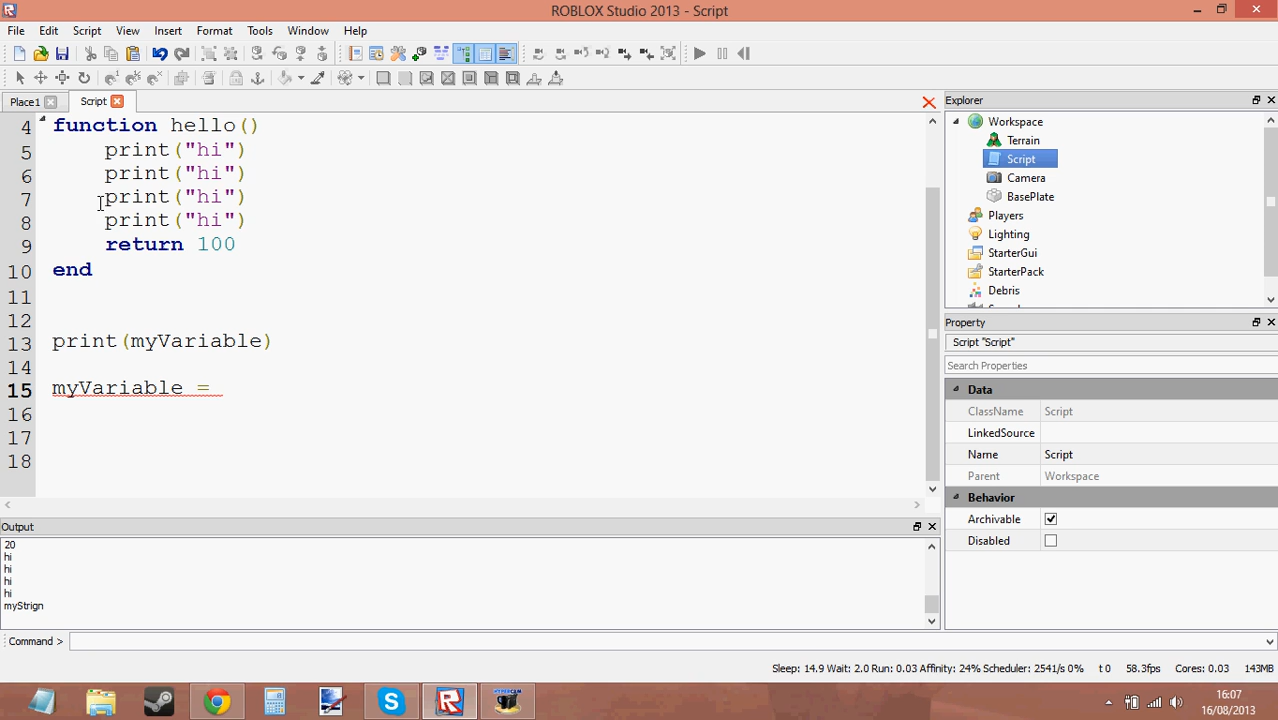 ROBLOX Studio 2013 - Script
File Edit Script View Insert Format Tools Window Help
Place1 Script
4 function hello()
5 print("hi")
6 print("hi")
7 print("hi")
8 print("hi")
9 return 100
10 end
11
12
13 print(myVariable)
14
15 myVariable =
16
17
18
Explorer
Workspace
Terrain
Script
Camera
BasePlate
Players
Lighting
StarterGui
StarterPack
Debris
Property
Script "Script"
Search Properties
Data
ClassName Script
LinkedSource
Name Script
Parent Workspace
Behavior
Archivable
Disabled
Output
20
hi
hi
hi
hi
myStrign
Command >
Sleep: 14.9 Wait: 2.0 Run: 0.03 Affinity: 24% Scheduler: 2541/s 0% t 0 58.3fps Cores: 0.03 143MB
16:07
16/08/2013